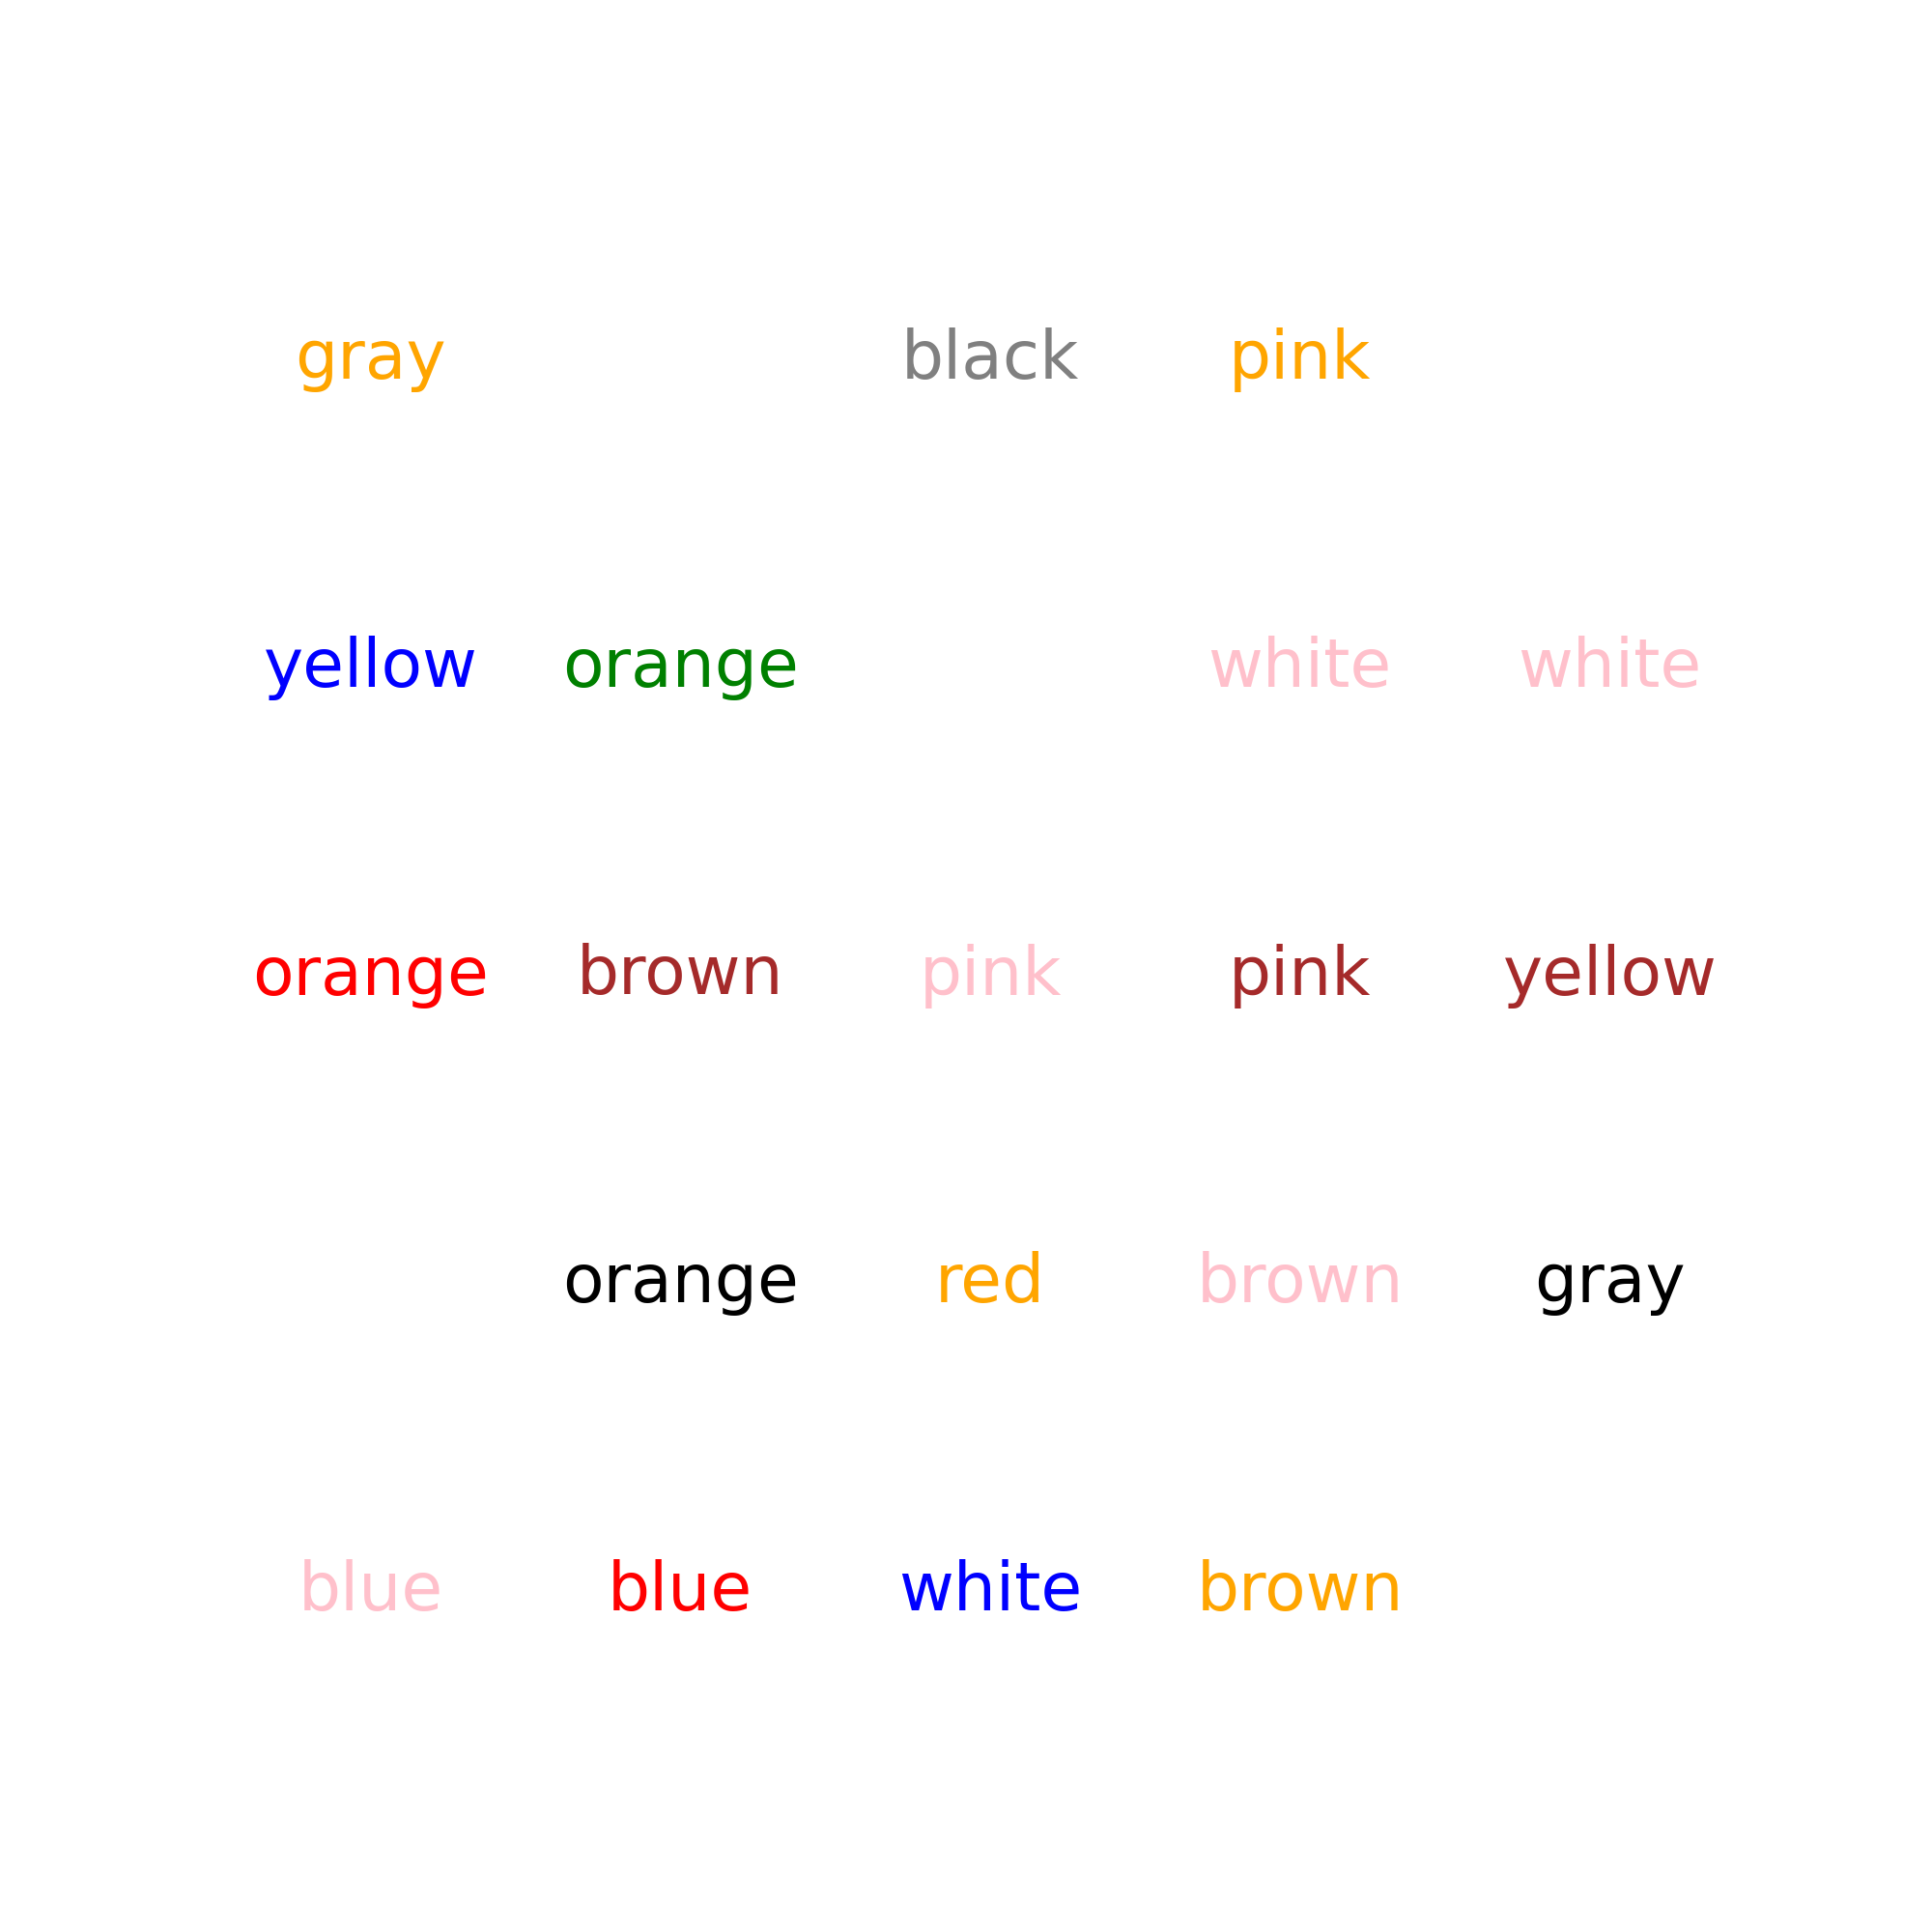 gray black pink
yellow orange white white
orange brown pink pink yellow
orange red brown gray
blue blue white brown